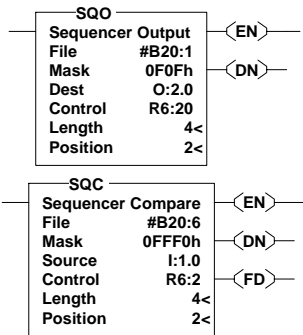 SQO
Sequencer Output
File #B20:1
Mask 0F0Fh
Dest O:2.0
Control R6:20
Length 4<
Position 2<
EN
DN
SQC
Sequencer Compare
File #B20:6
Mask 0FFF0h
Source I:1.0
Control R6:2
Length 4<
Position 2<
EN
DN
FD